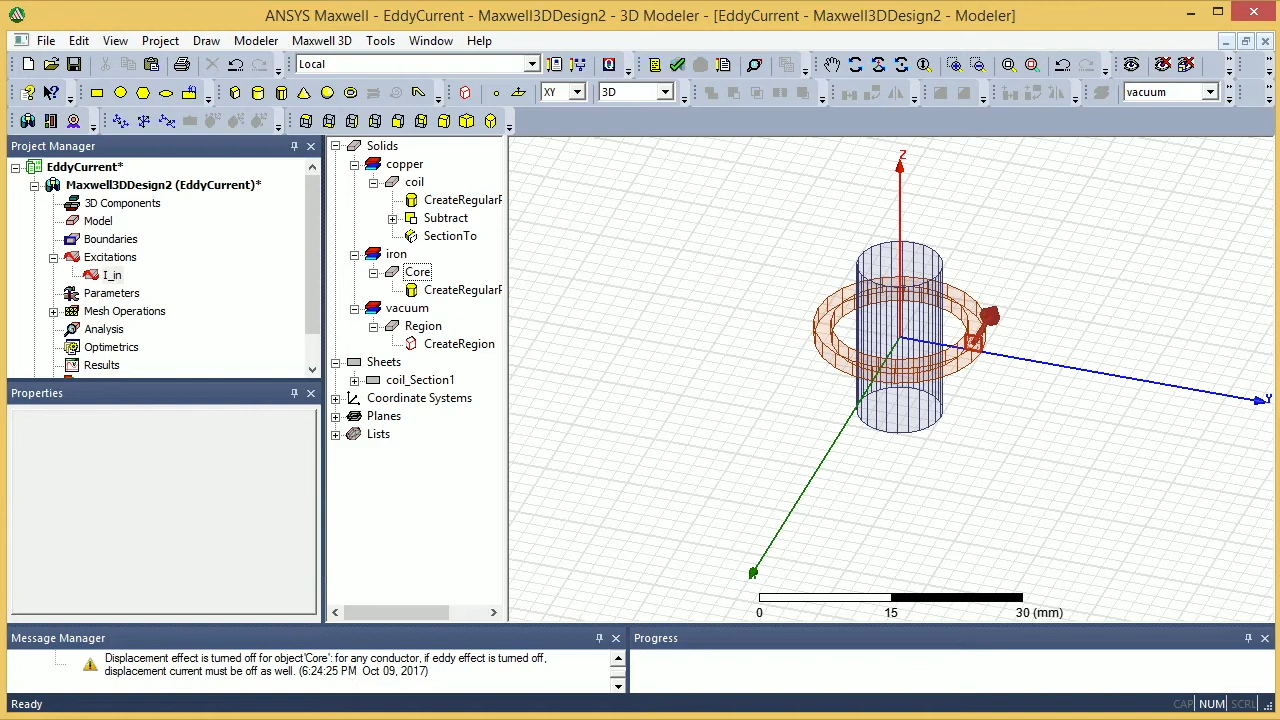 ANSYS Maxwell - EddyCurrent - Maxwell3DDesign2 - 3D Modeler - [EddyCurrent - Maxwell3DDesign2 - Modeler]
File Edit View Project Draw Modeler Maxwell 3D Tools Window Help
Local
XY 3D vacuum
Project Manager
EddyCurrent*
Maxwell3DDesign2 (EddyCurrent)*
3D Components
Model
Boundaries
Excitations
I_in
Parameters
Mesh Operations
Analysis
Optimetrics
Results
Properties
Solids
copper
coil
CreateRegularP
Subtract
SectionTo
iron
Core
CreateRegularP
vacuum
Region
CreateRegion
Sheets
coil_Section1
Coordinate Systems
Planes
Lists
Z
Y
0 15 30 (mm)
Message Manager
Displacement effect is turned off for object'Core': for any conductor, if eddy effect is turned off,
displacement current must be off as well. (6:24:25 PM Oct 09, 2017)
Progress
Ready
CAP NUM SCRL